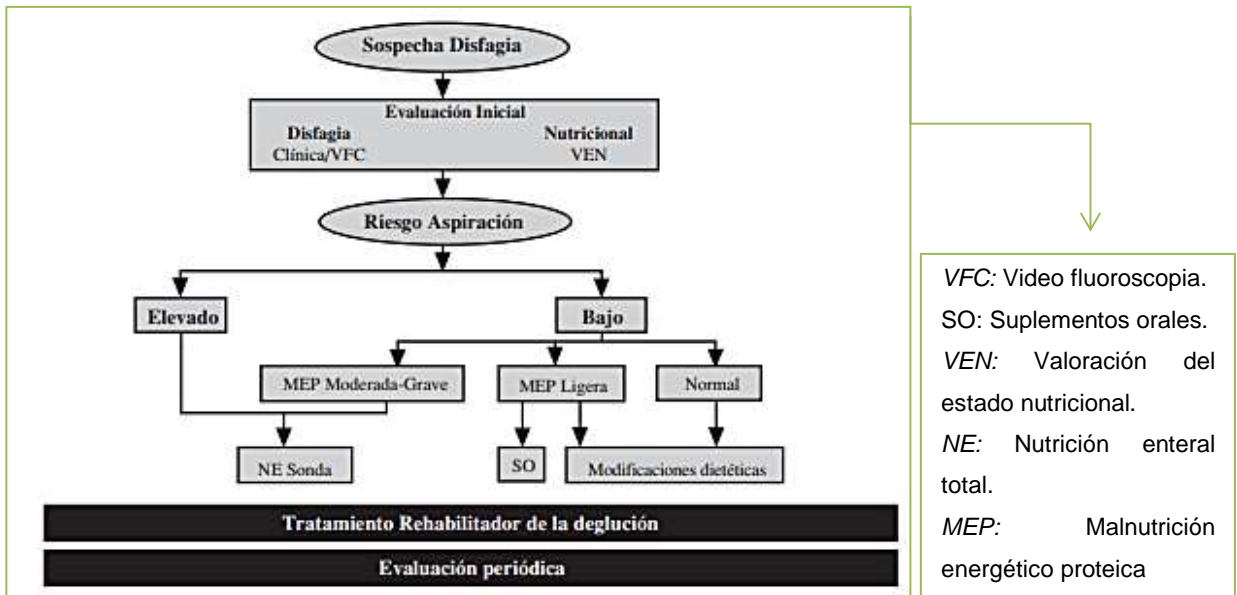 Sospecha Disfagia
Evaluación Inicial
Disfagia Nutricional
Clínica/VFC VEN
Riesgo Aspiración
Elevado Bajo
MEP Moderada-Grave MEP Ligera Normal
NE Sonda SO Modificaciones dietéticas
Tratamiento Rehabilitador de la deglución
Evaluación periódica
VFC: Video fluoroscopia.
SO: Suplementos orales.
VEN: Valoración del
estado nutricional.
NE: Nutrición enteral
total.
MEP: Malnutrición
energético proteica